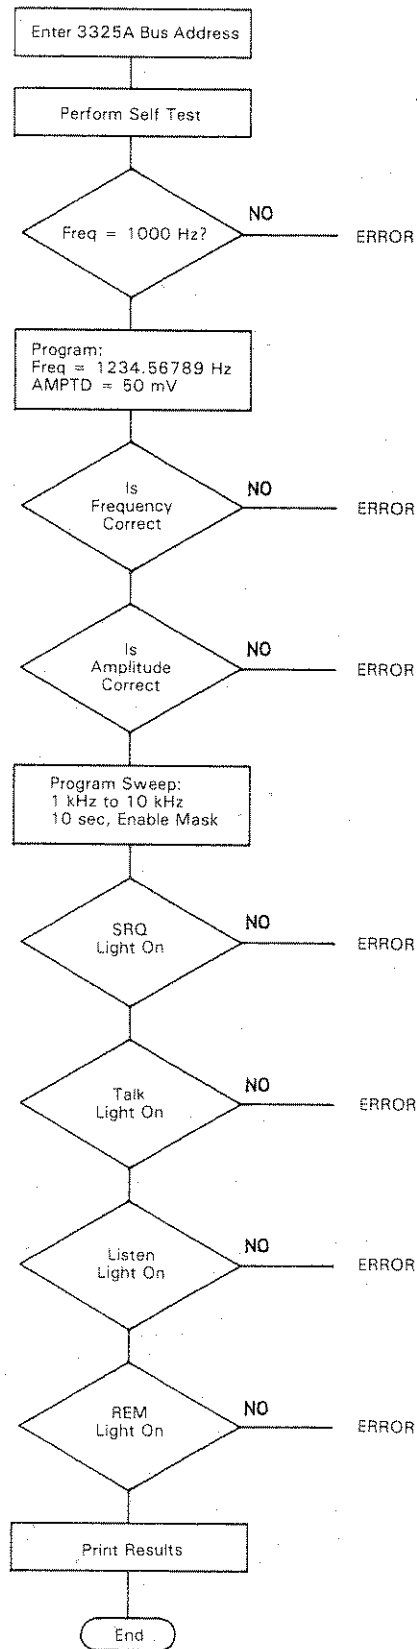 Enter 3325A Bus Address
Perform Self Test
Freq = 1000 Hz?
NO
ERROR
Program:
Freq = 1234.56789 Hz
AMPTD = 50 mV
Is
Frequency
Correct
NO
ERROR
Is
Amplitude
Correct
NO
ERROR
Program Sweep:
1 kHz to 10 kHz
10 sec, Enable Mask
SRQ
Light On
NO
ERROR
Talk
Light On
NO
ERROR
Listen
Light On
NO
ERROR
REM
Light On
NO
ERROR
Print Results
End